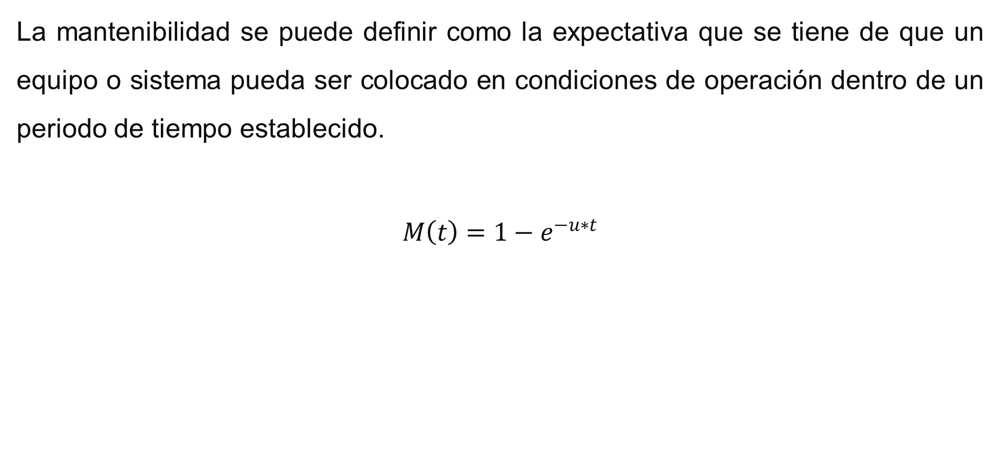 La mantenibilidad se puede definir como la expectativa que se tiene de que un
equipo o sistema pueda ser colocado en condiciones de operación dentro de un
periodo de tiempo establecido.
𝑀(𝑡) = 1 − 𝑒^{−𝑢∗𝑡}